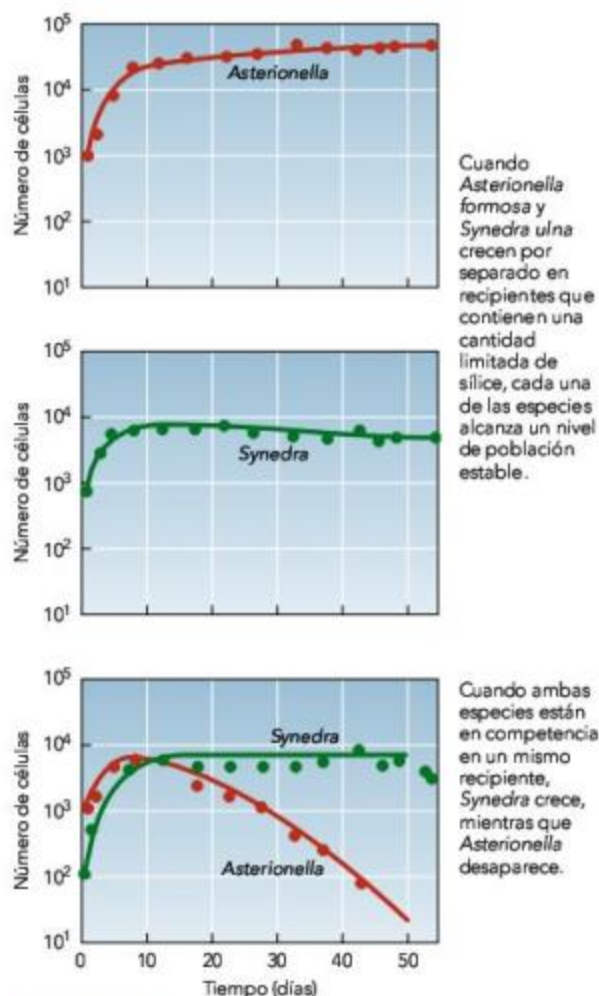 Número de células
10⁵
10⁴
10³
10²
10¹
Asterionella
Cuando
Asterionella
formosa y
Synedra ulna
crecen por
separado en
recipientes que
contienen una
cantidad
limitada de
sílice, cada una
de las especies
alcanza un nivel
de población
estable.
Número de células
10⁵
10⁴
10³
10²
10¹
Synedra
Número de células
10⁵
10⁴
10³
10²
10¹
Synedra
Asterionella
0 10 20 30 40 50
Tiempo (días)
Cuando ambas
especies están
en competencia
en un mismo
recipiente,
Synedra crece,
mientras que
Asterionella
desaparece.